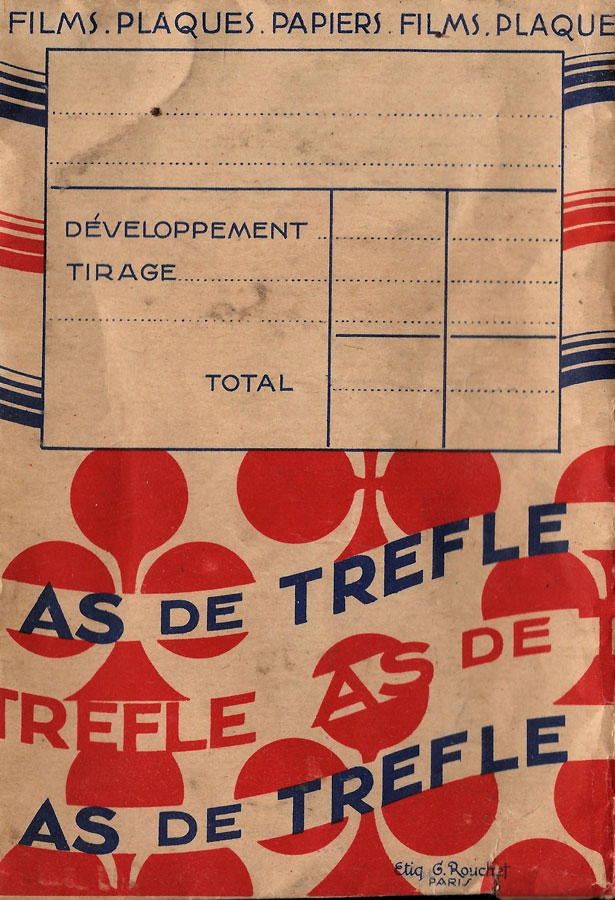 FILMS. PLAQUES. PAPIERS. FILMS. PLAQUE
DÉVELOPPEMENT
TIRAGE
TOTAL
AS DE TREFLE
TREFLE AS DE T
AS DE TREFLE
Etiq G. Rouchet
PARIS